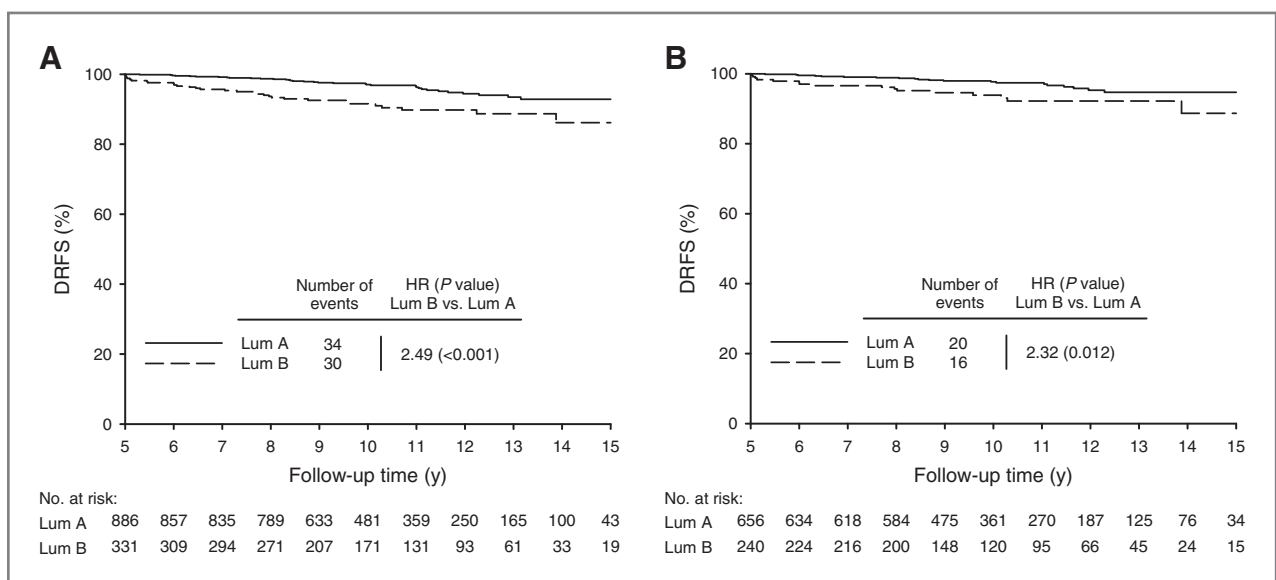 A
100
80
60
40
20
0
DRFS (%)
Number of events
HR (P value)
Lum B vs. Lum A
Lum A 34
Lum B 30
2.49 (<0.001)
5 6 7 8 9 10 11 12 13 14 15
Follow-up time (y)
No. at risk:
Lum A 886 857 835 789 633 481 359 250 165 100 43
Lum B 331 309 294 271 207 171 131 93 61 33 19
B
100
80
60
40
20
0
DRFS (%)
Number of events
HR (P value)
Lum B vs. Lum A
Lum A 20
Lum B 16
2.32 (0.012)
5 6 7 8 9 10 11 12 13 14 15
Follow-up time (y)
No. at risk:
Lum A 656 634 618 584 475 361 270 187 125 76 34
Lum B 240 224 216 200 148 120 95 66 45 24 15